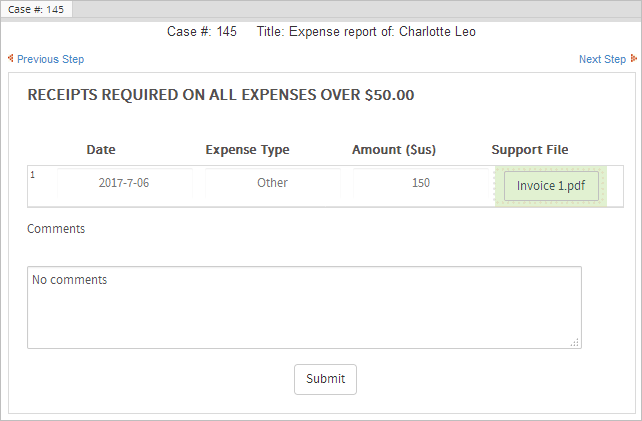 Case #: 145
Case #: 145 Title: Expense report of: Charlotte Leo
Previous Step Next Step
RECEIPTS REQUIRED ON ALL EXPENSES OVER $50.00
Date Expense Type Amount ($us) Support File
1 2017-7-06 Other 150 Invoice 1.pdf
Comments
No comments
Submit